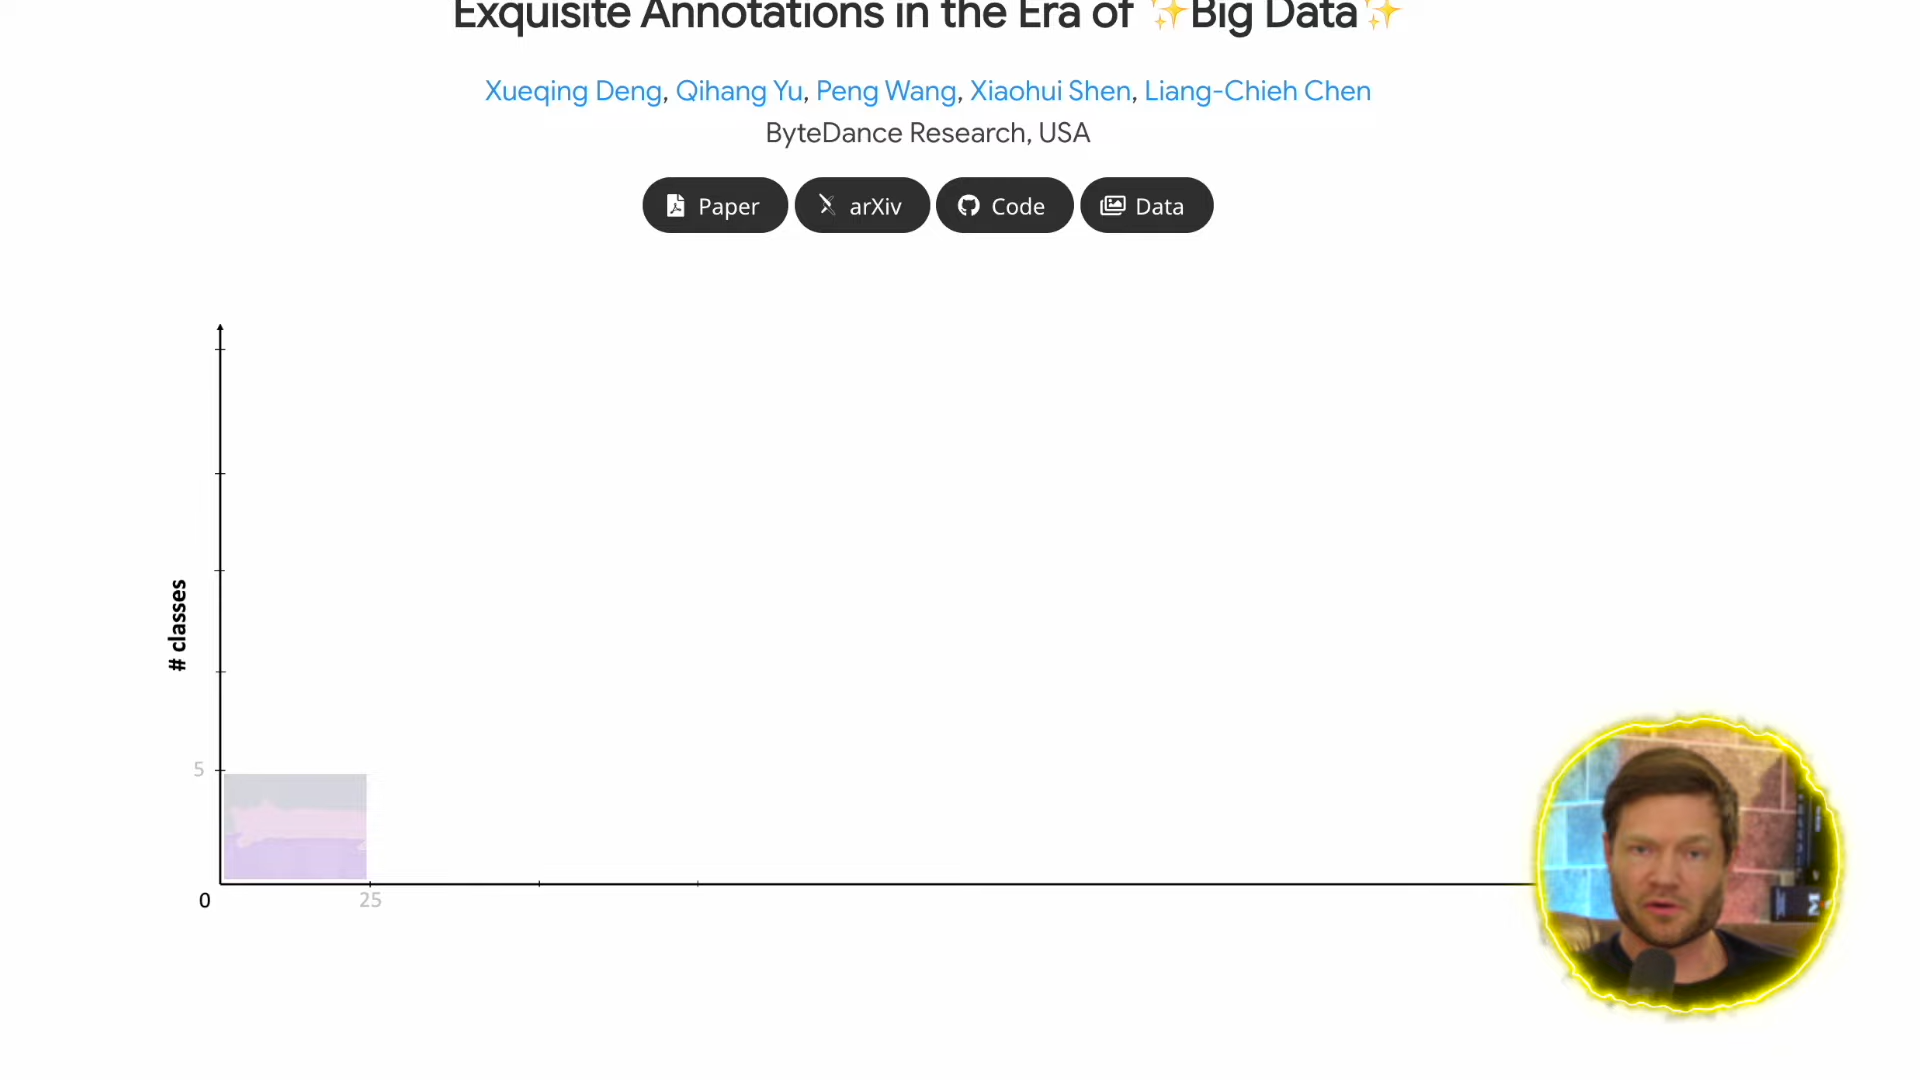 Exquisite Annotations in the Era of ✨Big Data✨
Xueqing Deng, Qihang Yu, Peng Wang, Xiaohui Shen, Liang-Chieh Chen
ByteDance Research, USA
Paper arXiv Code Data
# classes
5
0
25
M